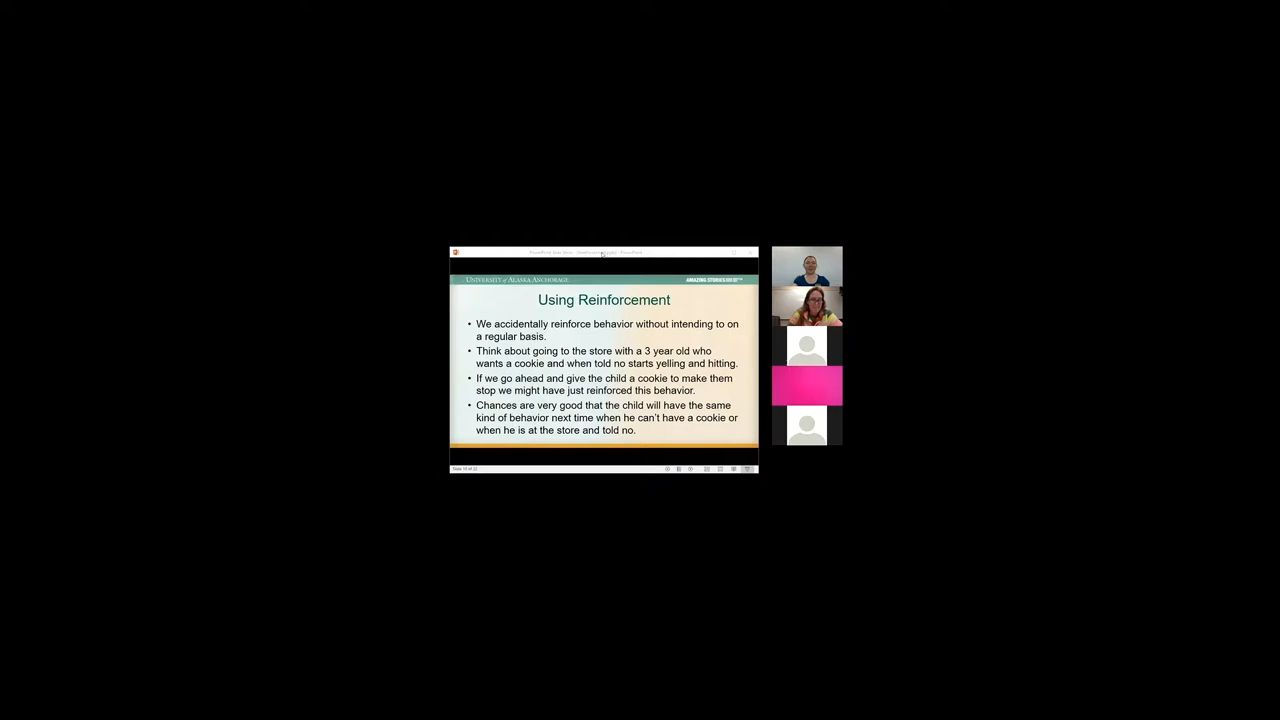 UNIVERSITY of ALASKA ANCHORAGE
Using Reinforcement
• We accidentally reinforce behavior without intending to on
a regular basis.
• Think about going to the store with a 3 year old who
wants a cookie and when told no starts yelling and hitting.
• If we go ahead and give the child a cookie to make them
stop we might have just reinforced this behavior.
• Chances are very good that the child will have the same
kind of behavior next time when he can't have a cookie or
when he is at the store and told no.